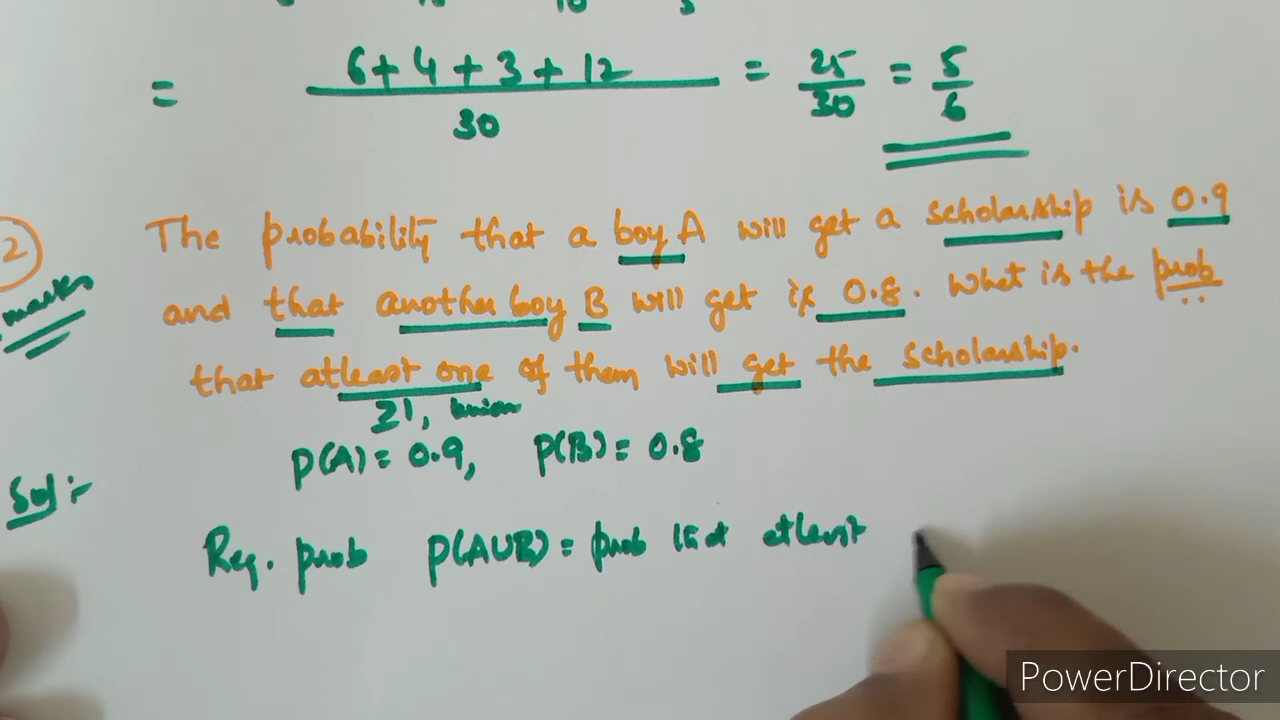 = 6+4+3+12/30 = 25/30 = 5/6
2
The probability that a boy A will get a scholarship is 0.9
marks
and that another boy B will get is 0.8. What is the prob
that atleast one of them will get the scholarship.
≥1, union
P(A) = 0.9, P(B) = 0.8
Sol:-
Req. prob P(AUB) = prob that atleast
PowerDirector